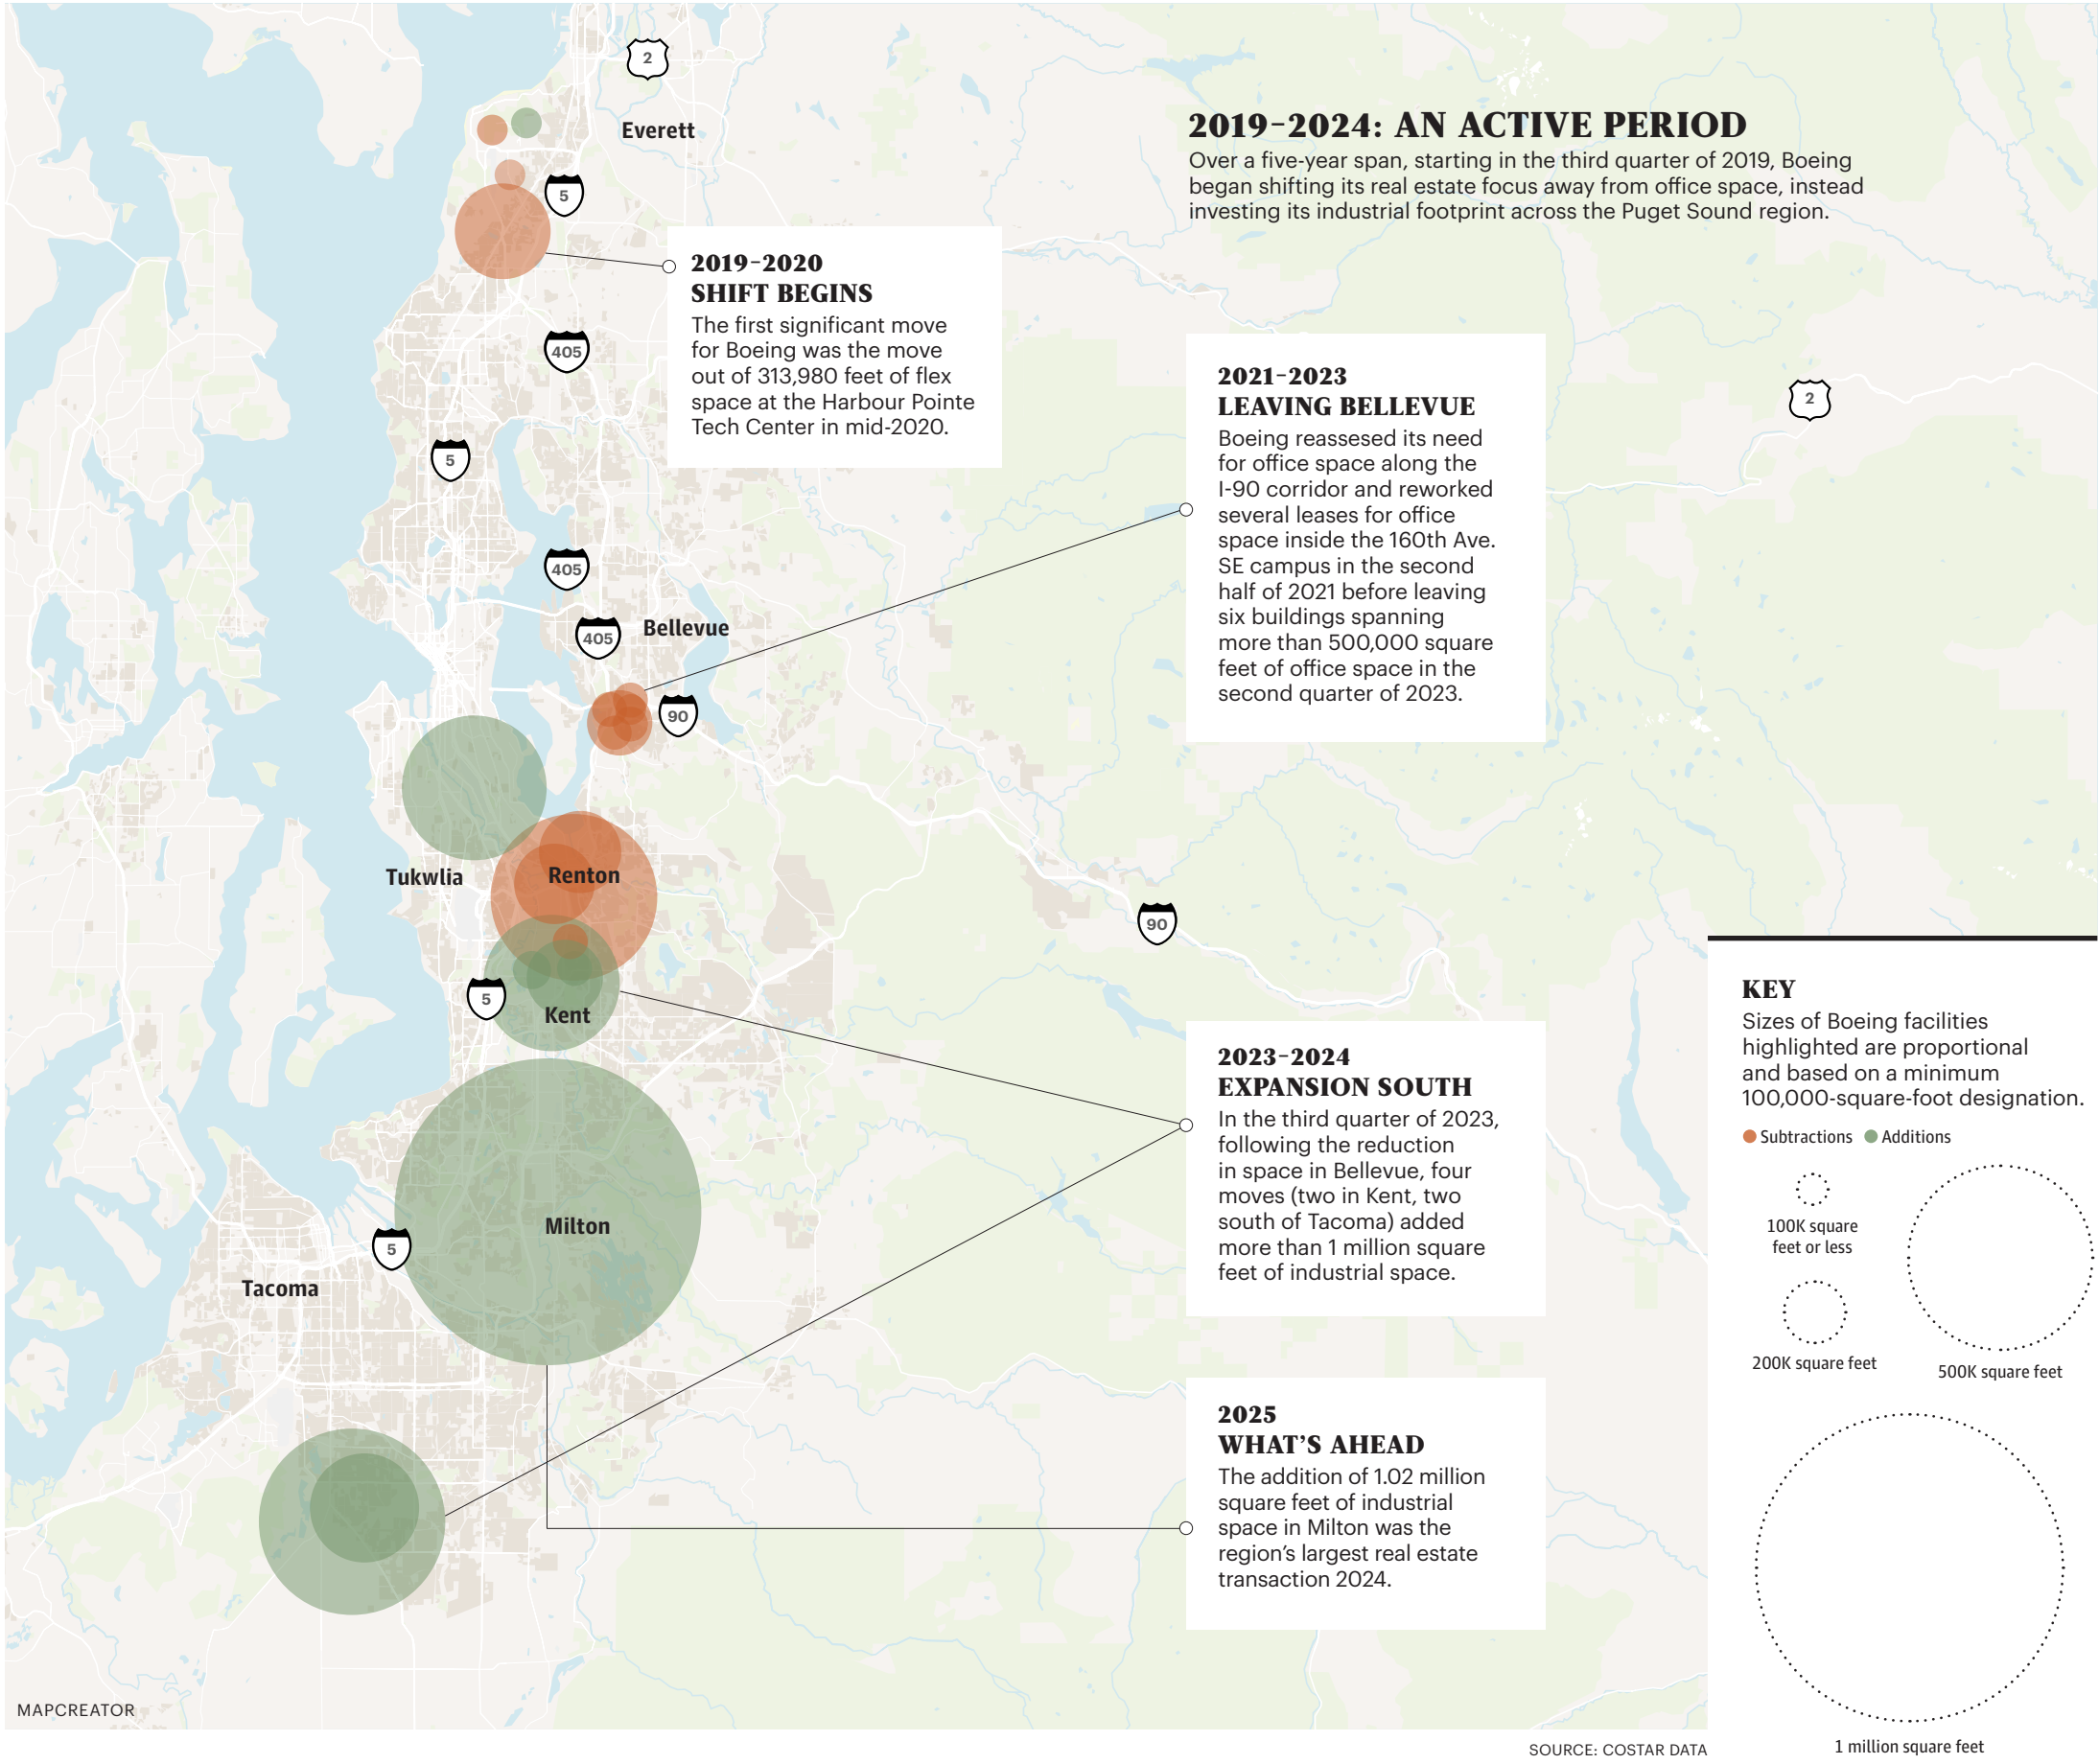 2
Everett
5
2019–2024: AN ACTIVE PERIOD
Over a five-year span, starting in the third quarter of 2019, Boeing
began shifting its real estate focus away from office space, instead
investing its industrial footprint across the Puget Sound region.
2019–2020
SHIFT BEGINS
The first significant move
for Boeing was the move
out of 313,980 feet of flex
space at the Harbour Pointe
Tech Center in mid-2020.
405
5
2
2021–2023
LEAVING BELLEVUE
Boeing reassesed its need
for office space along the
I-90 corridor and reworked
several leases for office
space inside the 160th Ave.
SE campus in the second
half of 2021 before leaving
six buildings spanning
more than 500,000 square
feet of office space in the
second quarter of 2023.
405
405
Bellevue
90
Tukwlia
Renton
90
5
Kent
2023–2024
EXPANSION SOUTH
In the third quarter of 2023,
following the reduction
in space in Bellevue, four
moves (two in Kent, two
south of Tacoma) added
more than 1 million square
feet of industrial space.
Milton
5
Tacoma
2025
WHAT'S AHEAD
The addition of 1.02 million
square feet of industrial
space in Milton was the
region's largest real estate
transaction 2024.
KEY
Sizes of Boeing facilities
highlighted are proportional
and based on a minimum
100,000-square-foot designation.
Subtractions Additions
100K square
feet or less
200K square feet
500K square feet
1 million square feet
MAPCREATOR
SOURCE: COSTAR DATA